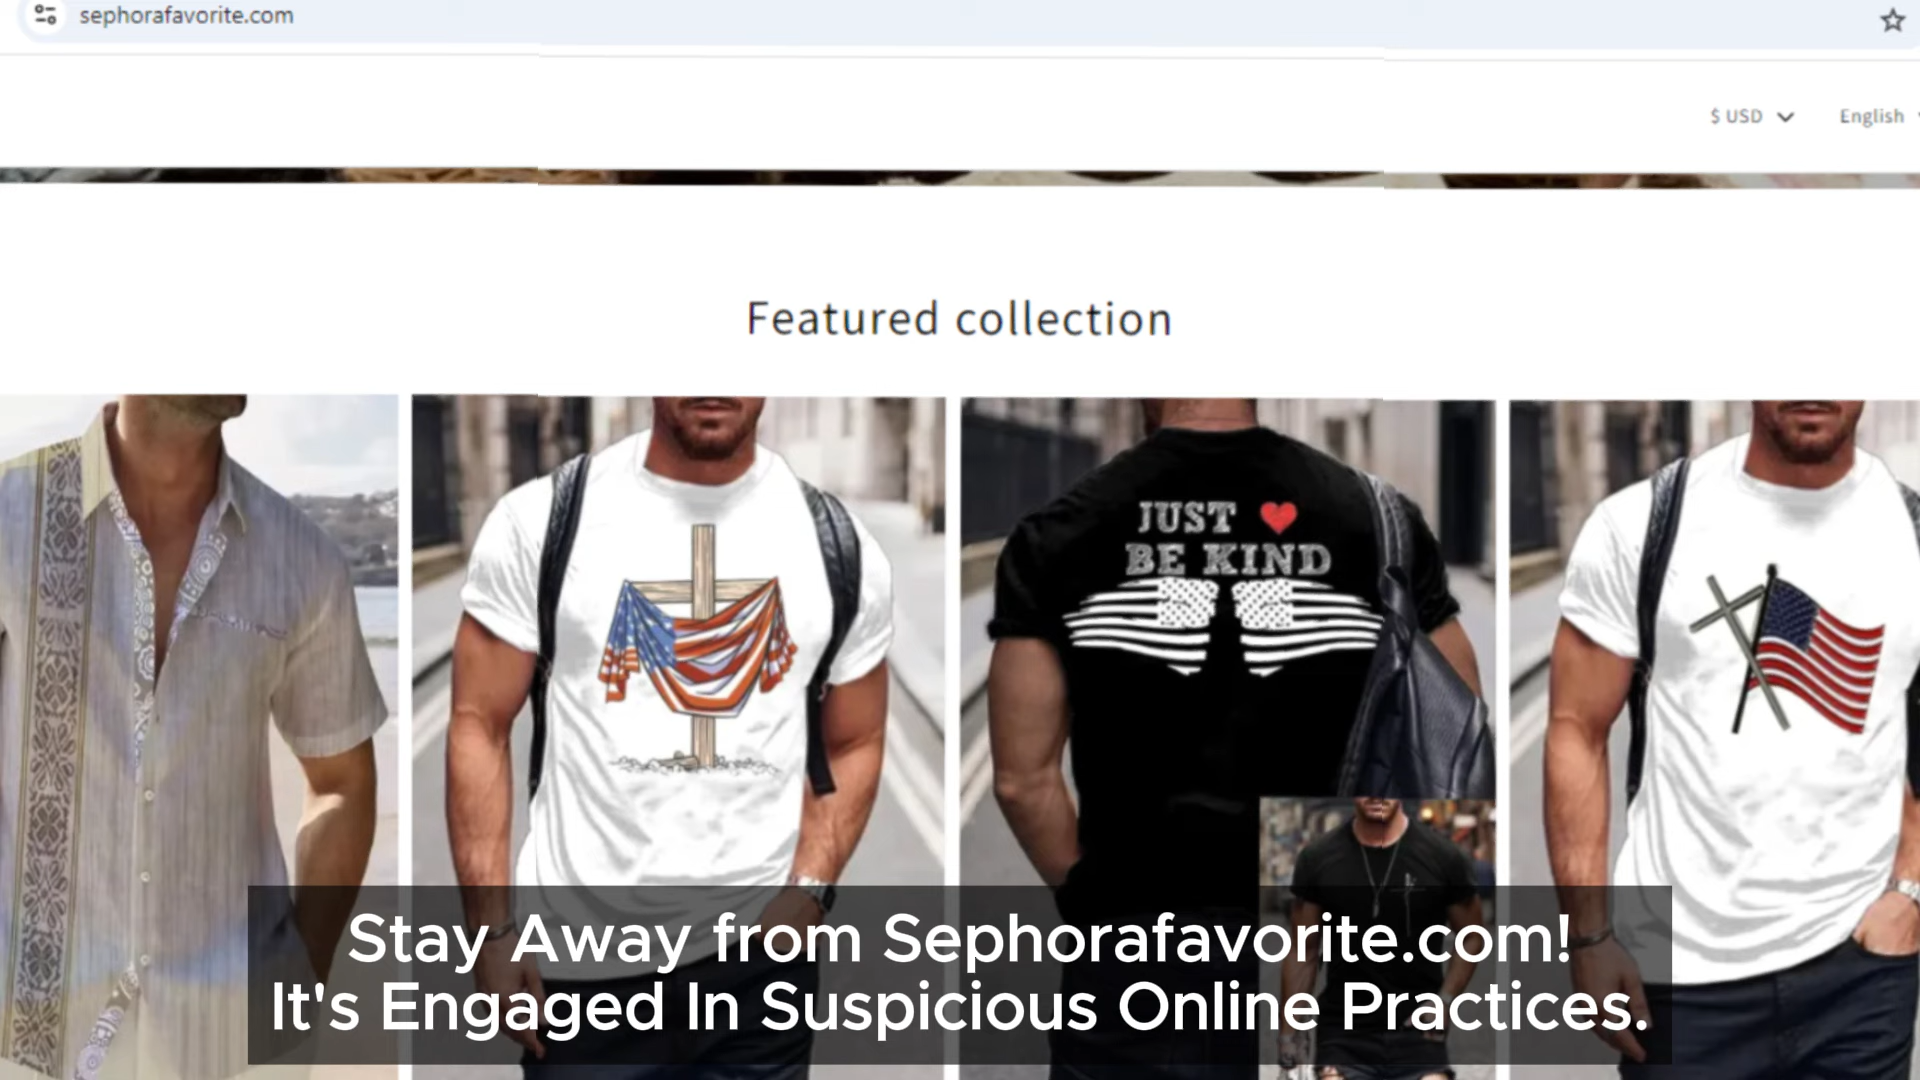 sephorafavorite.com
$ USD
English
Featured collection
JUST ❤
BE KIND
Stay Away from Sephorafavorite.com!
It's Engaged In Suspicious Online Practices.